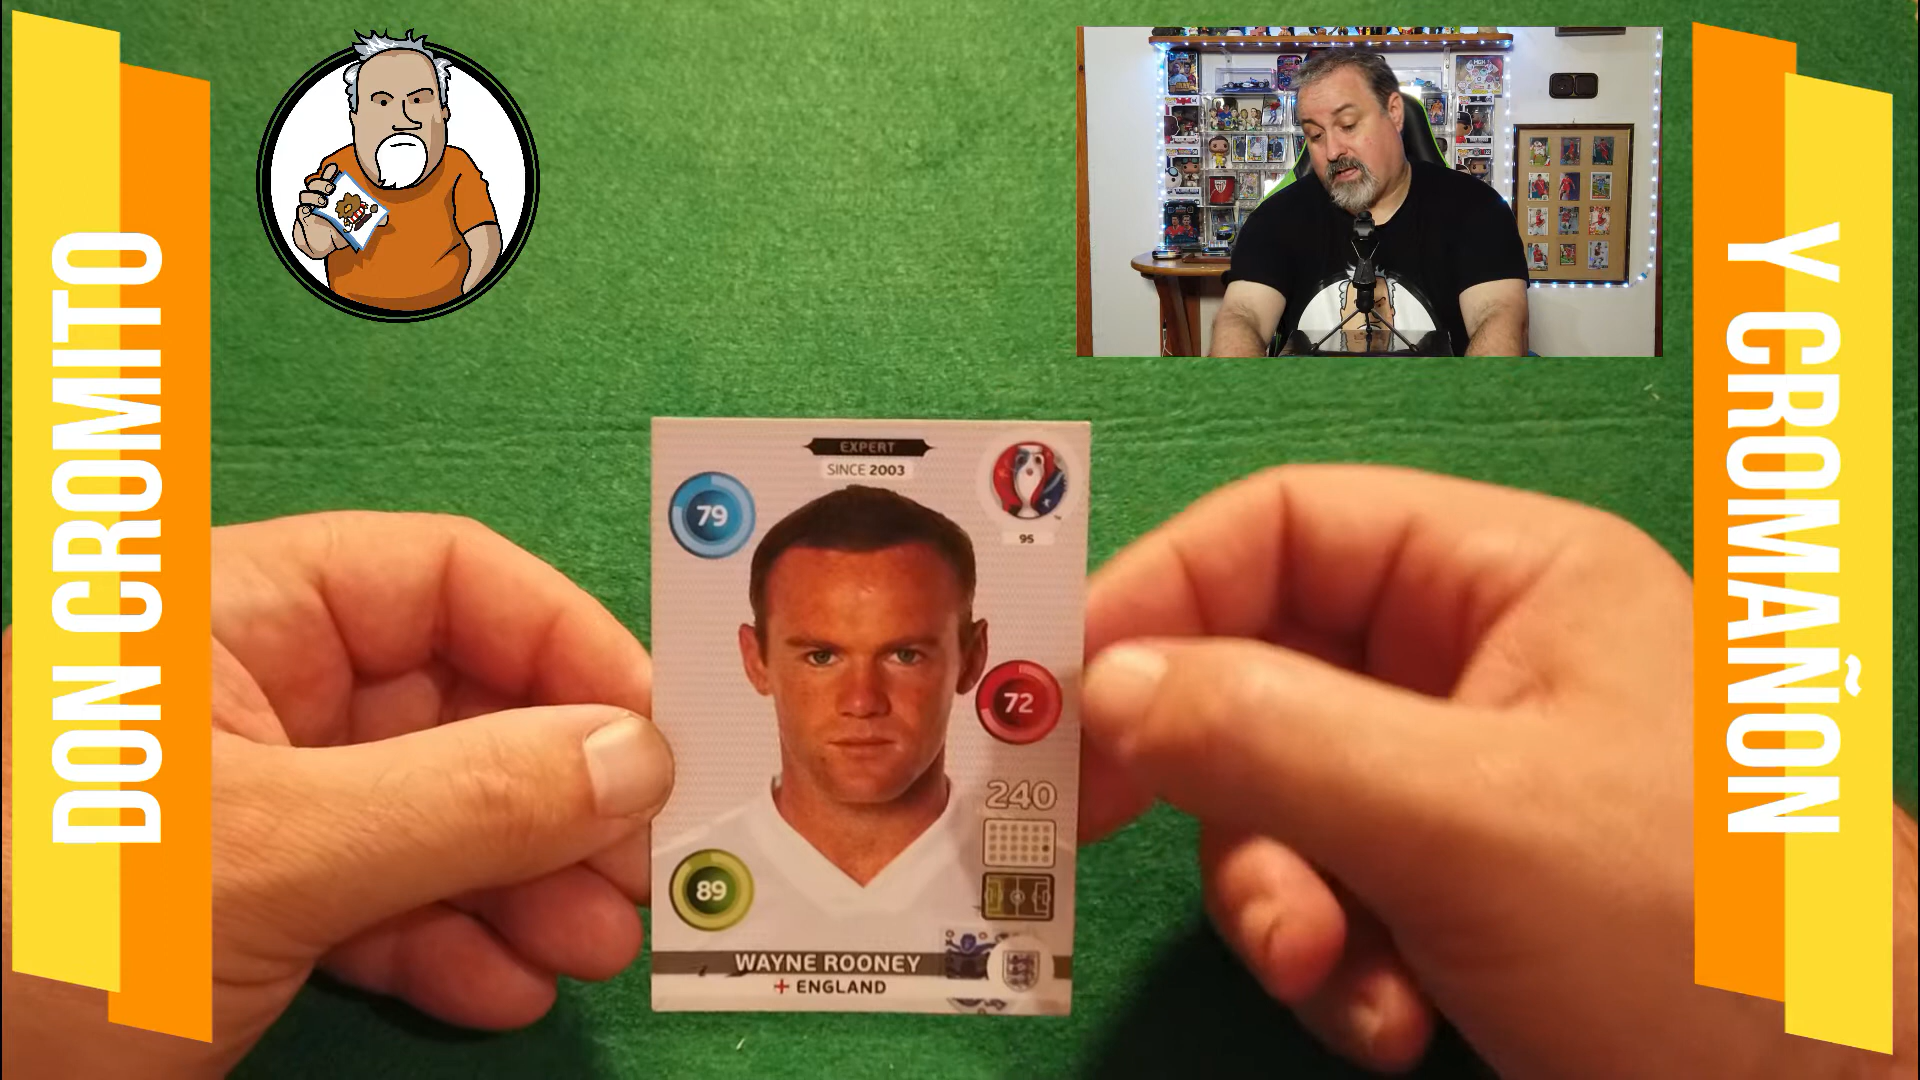 DON CROMITO
Y CROMAÑON
EXPERT
SINCE 2003
79
95
72
240
89
WAYNE ROONEY
ENGLAND